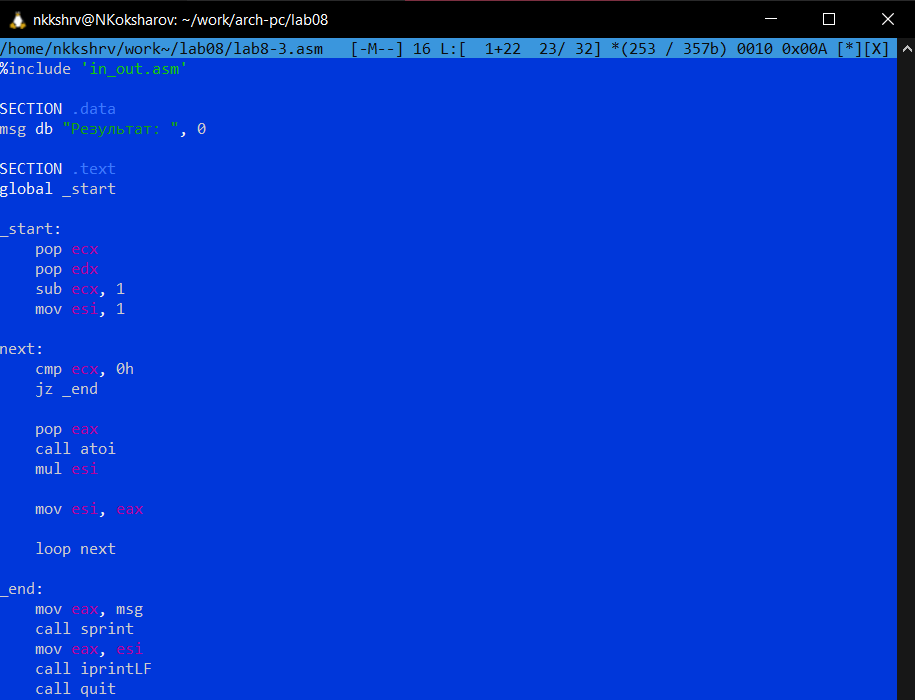 nkkshrv@NKoksharov: ~/work/arch-pc/lab08
/home/nkkshrv/work~/lab08/lab8-3.asm   [-M--] 16 L:[  1+22  23/ 32] *(253 / 357b) 0010 0x00A [*][X]
%include 'in_out.asm'
SECTION .data
msg db "Результат: ", 0
SECTION .text
global _start
_start:
    pop ecx
    pop edx
    sub ecx, 1
    mov esi, 1
next:
    cmp ecx, 0h
    jz _end
    pop eax
    call atoi
    mul esi
    mov esi, eax
    loop next
_end:
    mov eax, msg
    call sprint
    mov eax, esi
    call iprintLF
    call quit